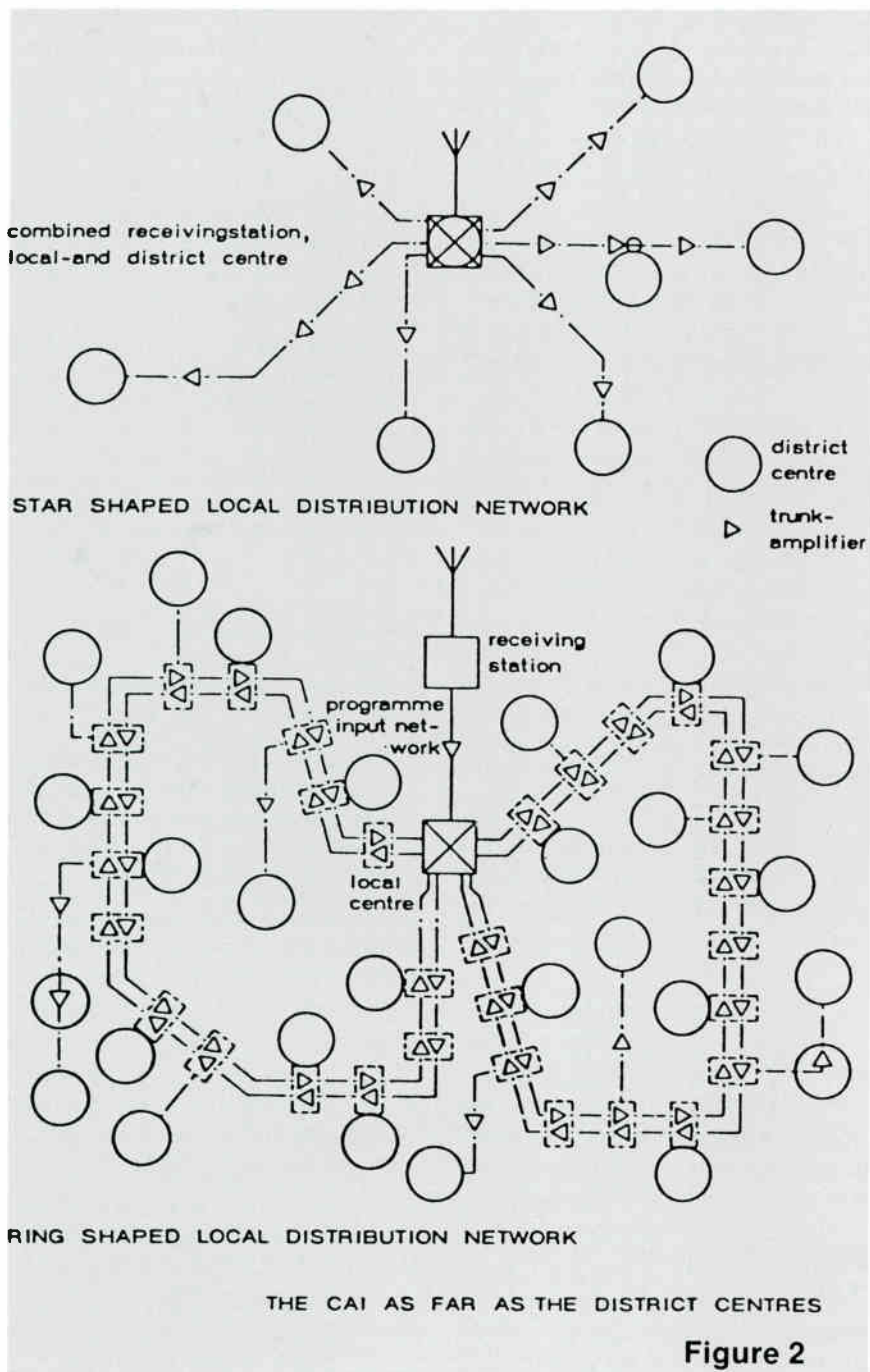 combined receivingstation,
local-and district centre
district
centre
trunk-
amplifier
STAR SHAPED LOCAL DISTRIBUTION NETWORK
receiving
station
programme
input net-
work
local
centre
RING SHAPED LOCAL DISTRIBUTION NETWORK
THE CAI AS FAR AS THE DISTRICT CENTRES
Figure 2